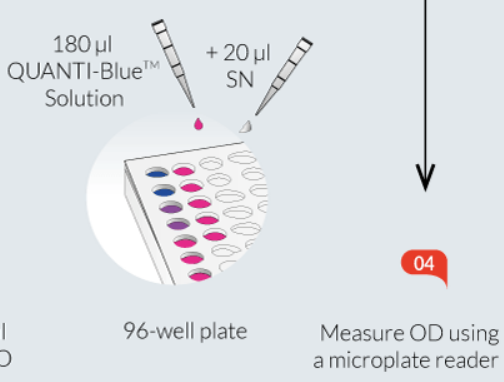 180 µl
QUANTI-Blue™
Solution
+ 20 µl
SN
96-well plate
04
Measure OD using
a microplate reader